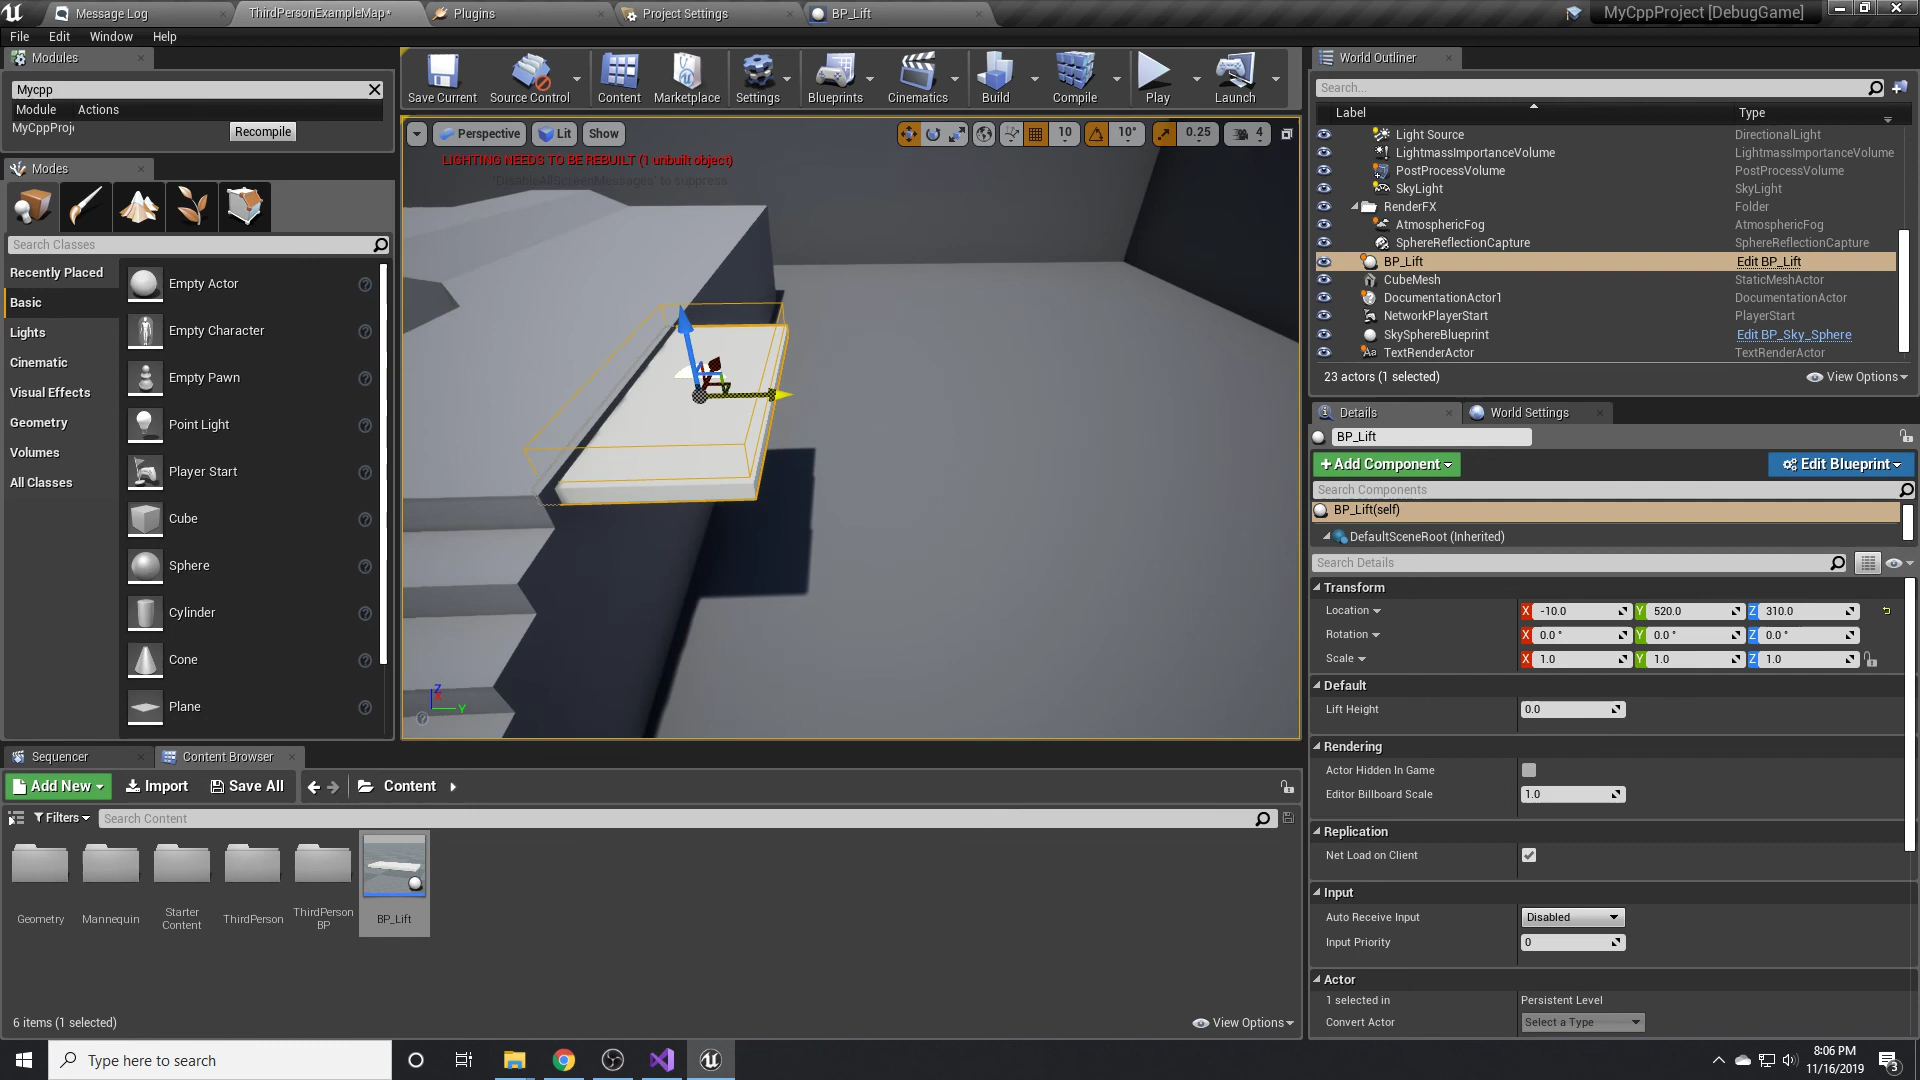 Message Log
ThirdPersonExampleMap*
Plugins
Project Settings
BP_Lift
MyCppProject [DebugGame]
File Edit Window Help
Modules
Mycpp
Module Actions
MyCppProj
Recompile
Modes
Search Classes
Recently Placed
Basic
Lights
Cinematic
Visual Effects
Geometry
Volumes
All Classes
Empty Actor
Empty Character
Empty Pawn
Point Light
Player Start
Cube
Sphere
Cylinder
Cone
Plane
Save Current
Source Control
Content
Marketplace
Settings
Blueprints
Cinematics
Build
Compile
Play
Launch
Perspective
Lit
Show
10
10°
0.25
4
LIGHTING NEEDS TO BE REBUILT (1 unbuilt object)
'DisableAllScreenMessages' to suppress
Z
Y
World Outliner
Search...
Label Type
Light Source DirectionalLight
LightmassImportanceVolume LightmassImportanceVolume
PostProcessVolume PostProcessVolume
SkyLight SkyLight
RenderFX Folder
AtmosphericFog AtmosphericFog
SphereReflectionCapture SphereReflectionCapture
BP_Lift Edit BP_Lift
CubeMesh StaticMeshActor
DocumentationActor1 DocumentationActor
NetworkPlayerStart PlayerStart
SkySphereBlueprint Edit BP_Sky_Sphere
TextRenderActor TextRenderActor
23 actors (1 selected) View Options
Details
World Settings
BP_Lift
+Add Component
Edit Blueprint
Search Components
BP_Lift(self)
DefaultSceneRoot (Inherited)
Search Details
Transform
Location X -10.0 Y 520.0 Z 310.0
Rotation X 0.0 ° Y 0.0 ° Z 0.0 °
Scale X 1.0 Y 1.0 Z 1.0
Default
Lift Height 0.0
Rendering
Actor Hidden In Game
Editor Billboard Scale 1.0
Replication
Net Load on Client
Input
Auto Receive Input Disabled
Input Priority 0
Actor
1 selected in Persistent Level
Convert Actor Select a Type
Sequencer
Content Browser
Add New Import Save All Content
Filters Search Content
Geometry
Mannequin
Starter
Content
ThirdPerson
ThirdPerson
BP
BP_Lift
6 items (1 selected) View Options
Type here to search
8:06 PM
11/16/2019
3